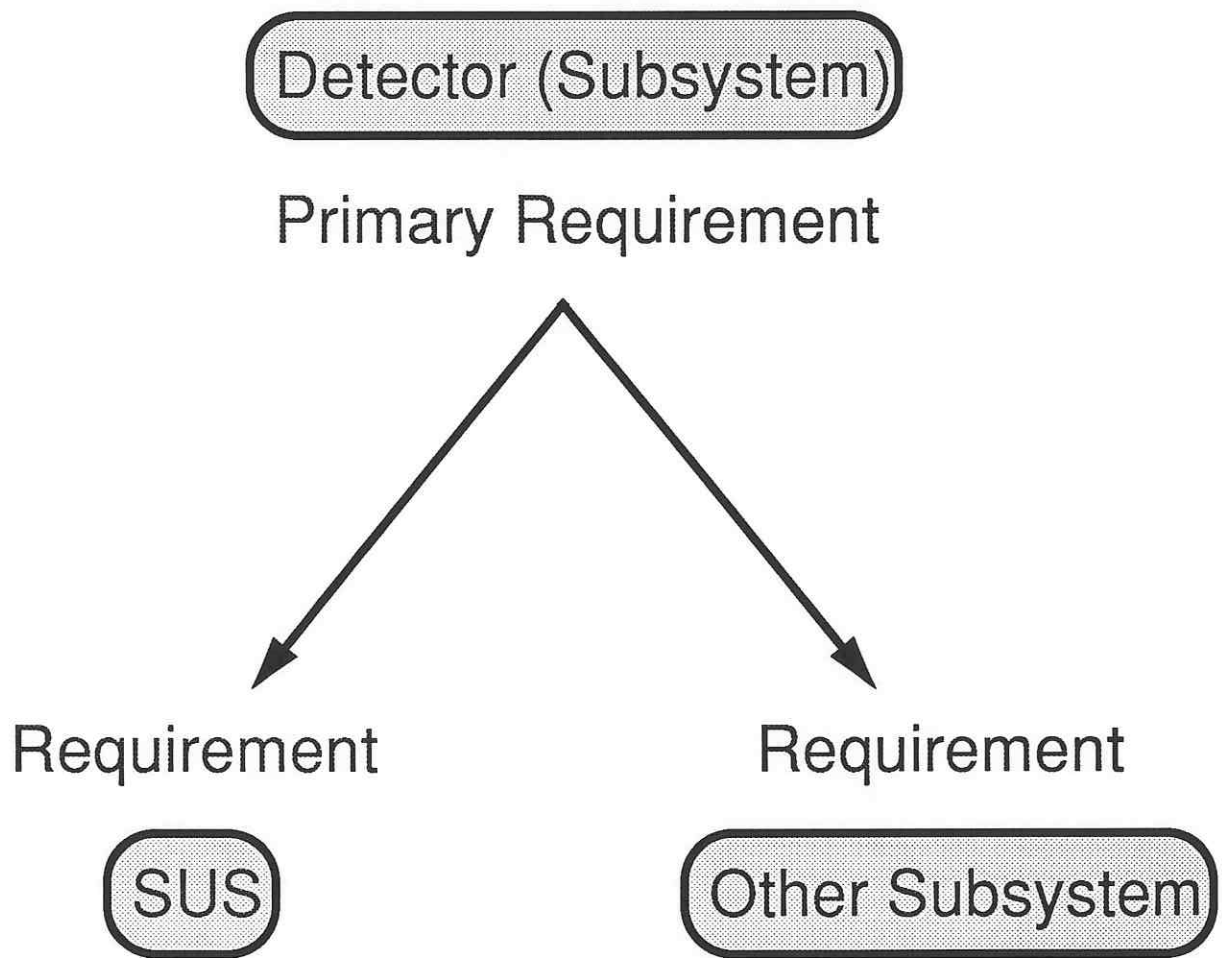 Detector (Subsystem)
Primary Requirement
Requirement
Requirement
SUS
Other Subsystem